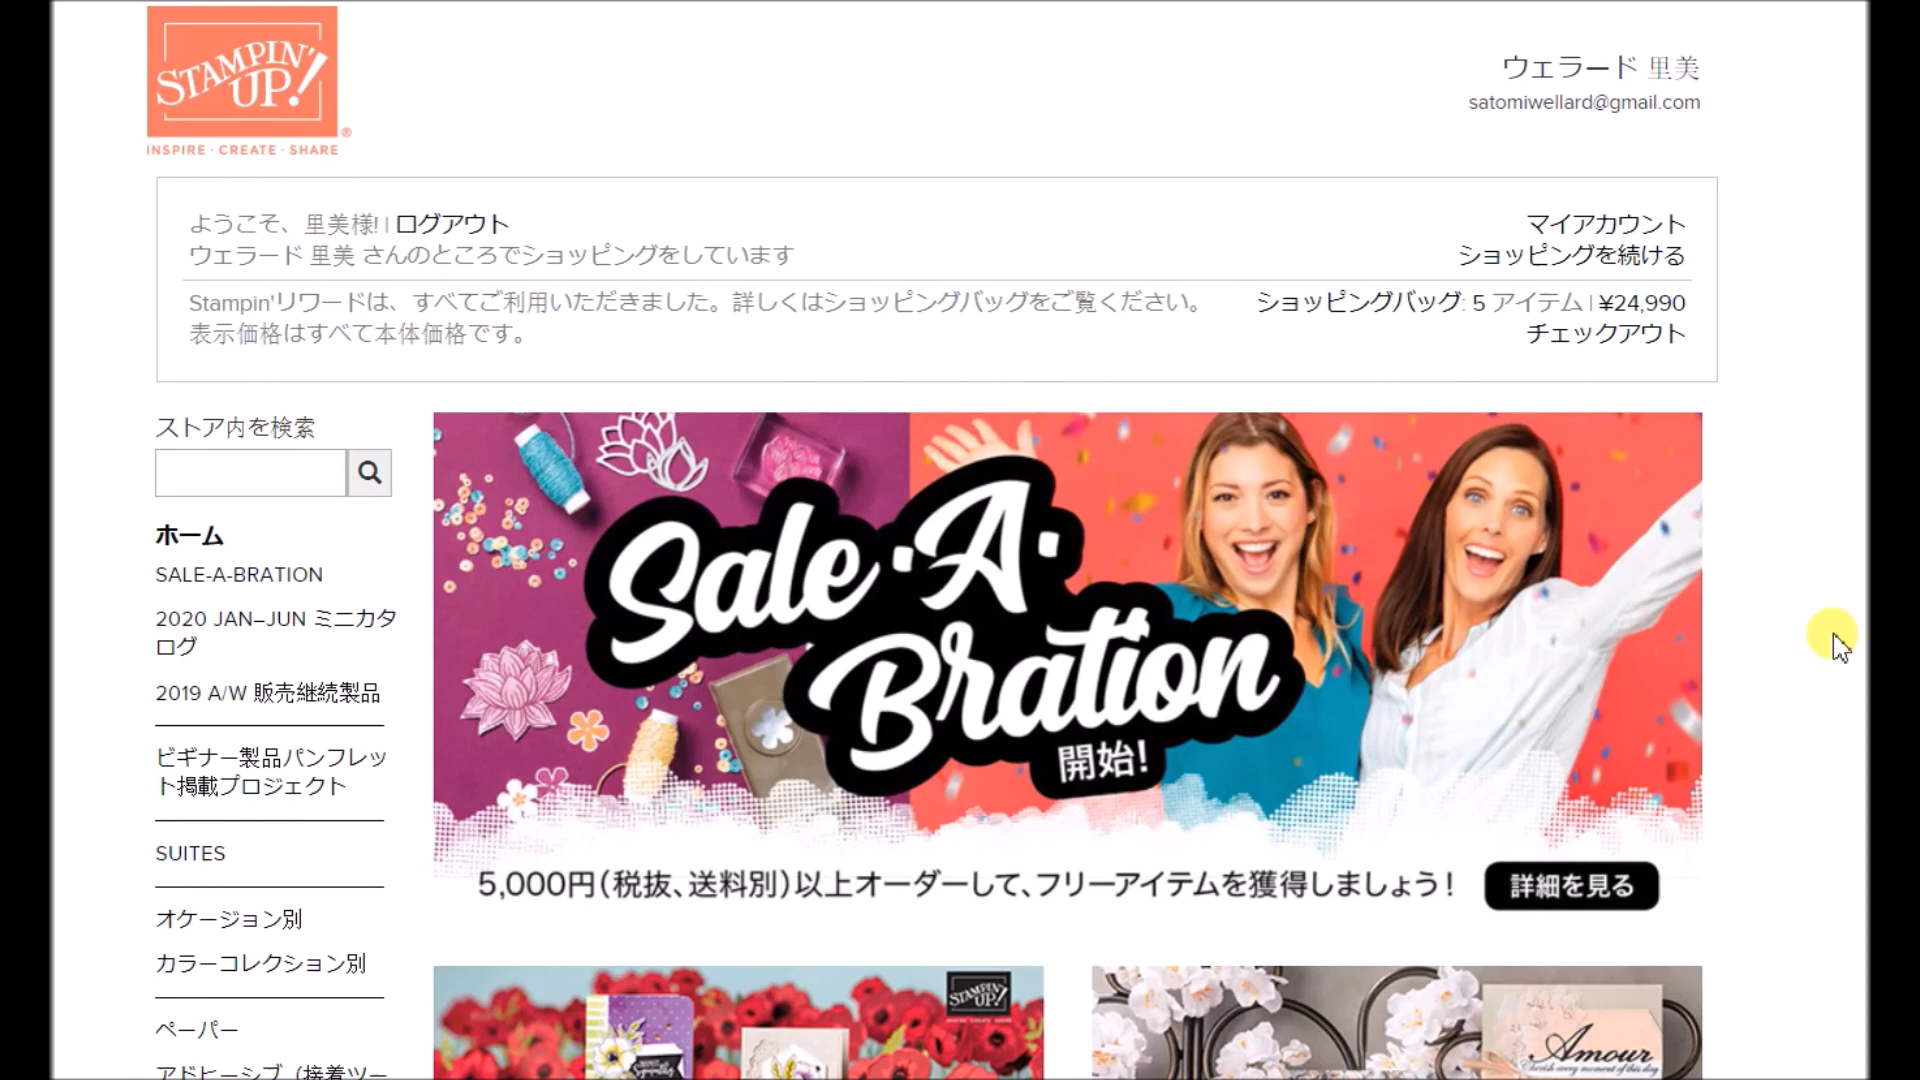 STAMPIN' UP!
®
INSPIRE · CREATE · SHARE
ウェラード 里美
satomiwellard@gmail.com
ようこそ、里美様! | ログアウト
マイアカウント
ウェラード 里美 さんのところでショッピングをしています
ショッピングを続ける
Stampin'リワードは、すべてご利用いただきました。詳しくはショッピングバッグをご覧ください。
ショッピングバッグ: 5 アイテム | ¥24,990
表示価格はすべて本体価格です。
チェックアウト
ストア内を検索
ホーム
SALE-A-BRATION
2020 JAN–JUN ミニカタ
ログ
2019 A/W 販売継続製品
ビギナー製品パンフレッ
ト掲載プロジェクト
SUITES
オケージョン別
カラーコレクション別
ペーパー
アドヒーシブ（接着ツー
Sale·A·
Bration
開始!
5,000円(税抜、送料別)以上オーダーして、フリーアイテムを獲得しましょう!
詳細を見る
STAMPIN' UP!
Amour